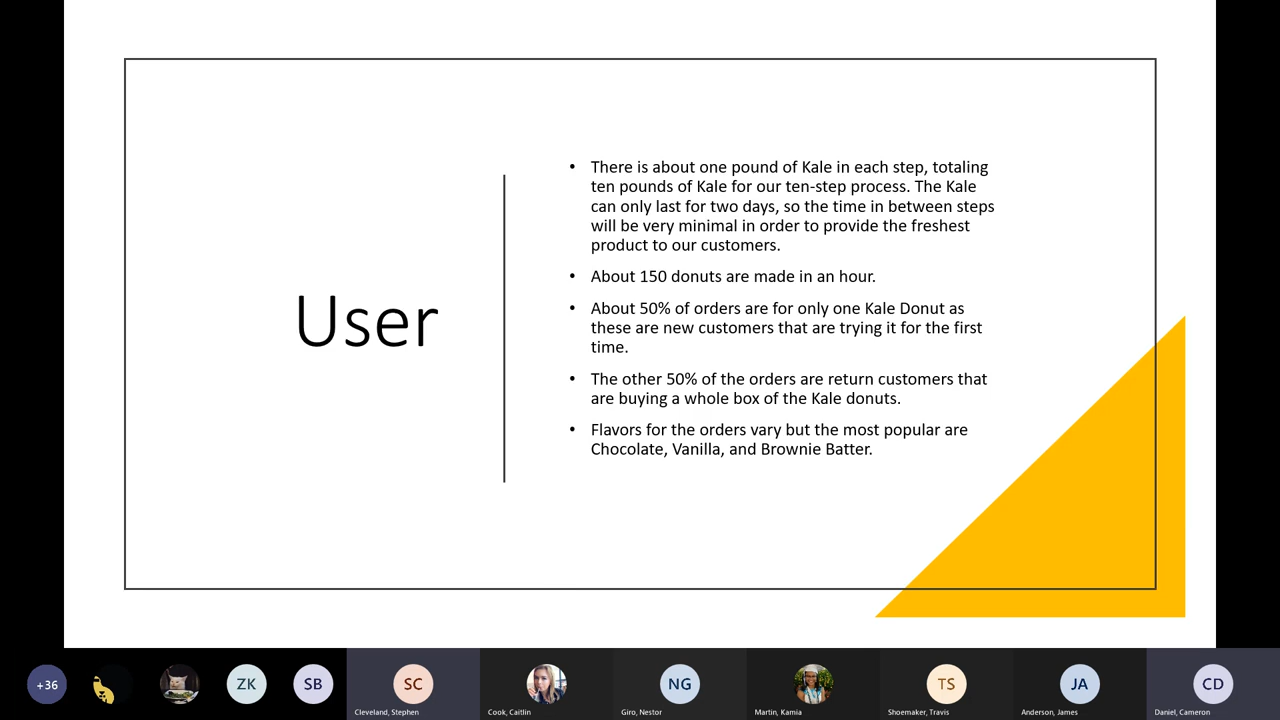 User
• There is about one pound of Kale in each step, totaling
ten pounds of Kale for our ten-step process. The Kale
can only last for two days, so the time in between steps
will be very minimal in order to provide the freshest
product to our customers.
• About 150 donuts are made in an hour.
• About 50% of orders are for only one Kale Donut as
these are new customers that are trying it for the first
time.
• The other 50% of the orders are return customers that
are buying a whole box of the Kale donuts.
• Flavors for the orders vary but the most popular are
Chocolate, Vanilla, and Brownie Batter.
+36
ZK
SB
SC
NG
TS
JA
CD
Cleveland, Stephen
Cook, Caitlin
Giro, Nestor
Martin, Kamia
Shoemaker, Travis
Anderson, James
Daniel, Cameron